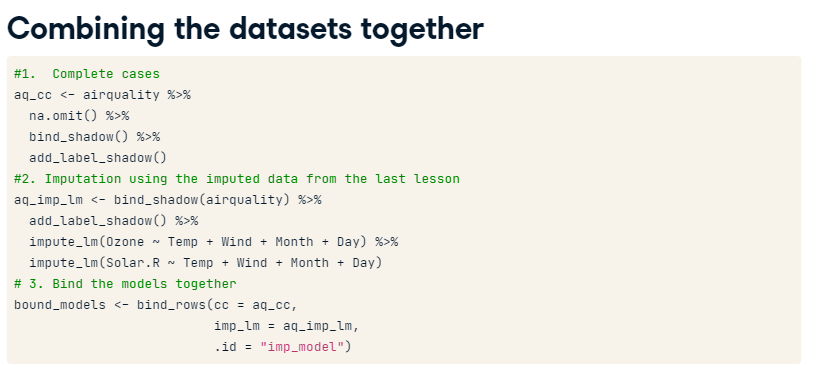 Combining the datasets together
#1.  Complete cases
aq_cc <- airquality %>%
  na.omit() %>%
  bind_shadow() %>%
  add_label_shadow()
#2. Imputation using the imputed data from the last lesson
aq_imp_lm <- bind_shadow(airquality) %>%
  add_label_shadow() %>%
  impute_lm(Ozone ~ Temp + Wind + Month + Day) %>%
  impute_lm(Solar.R ~ Temp + Wind + Month + Day)
# 3. Bind the models together
bound_models <- bind_rows(cc = aq_cc,
                          imp_lm = aq_imp_lm,
                          .id = "imp_model")